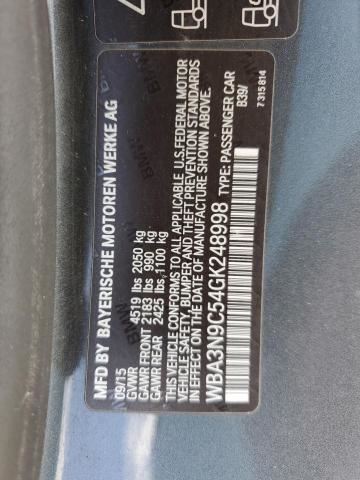 MFD BY BAYERISCHE MOTOREN WERKE AG
09/15
GVWR 4519 lbs 2050 kg
GAWR FRONT 2183 lbs 990 kg
GAWR REAR 2425 lbs 1100 kg
THIS VEHICLE CONFORMS TO ALL APPLICABLE U.S.FEDERAL MOTOR
VEHICLE SAFETY, BUMPER AND THEFT PREVENTION STANDARDS
IN EFFECT ON THE DATE OF MANUFACTURE SHOWN ABOVE.
WBA3N9C54GK248998 TYPE: PASSENGER CAR
B39/
7 315 814
BMW
BMW
BMW